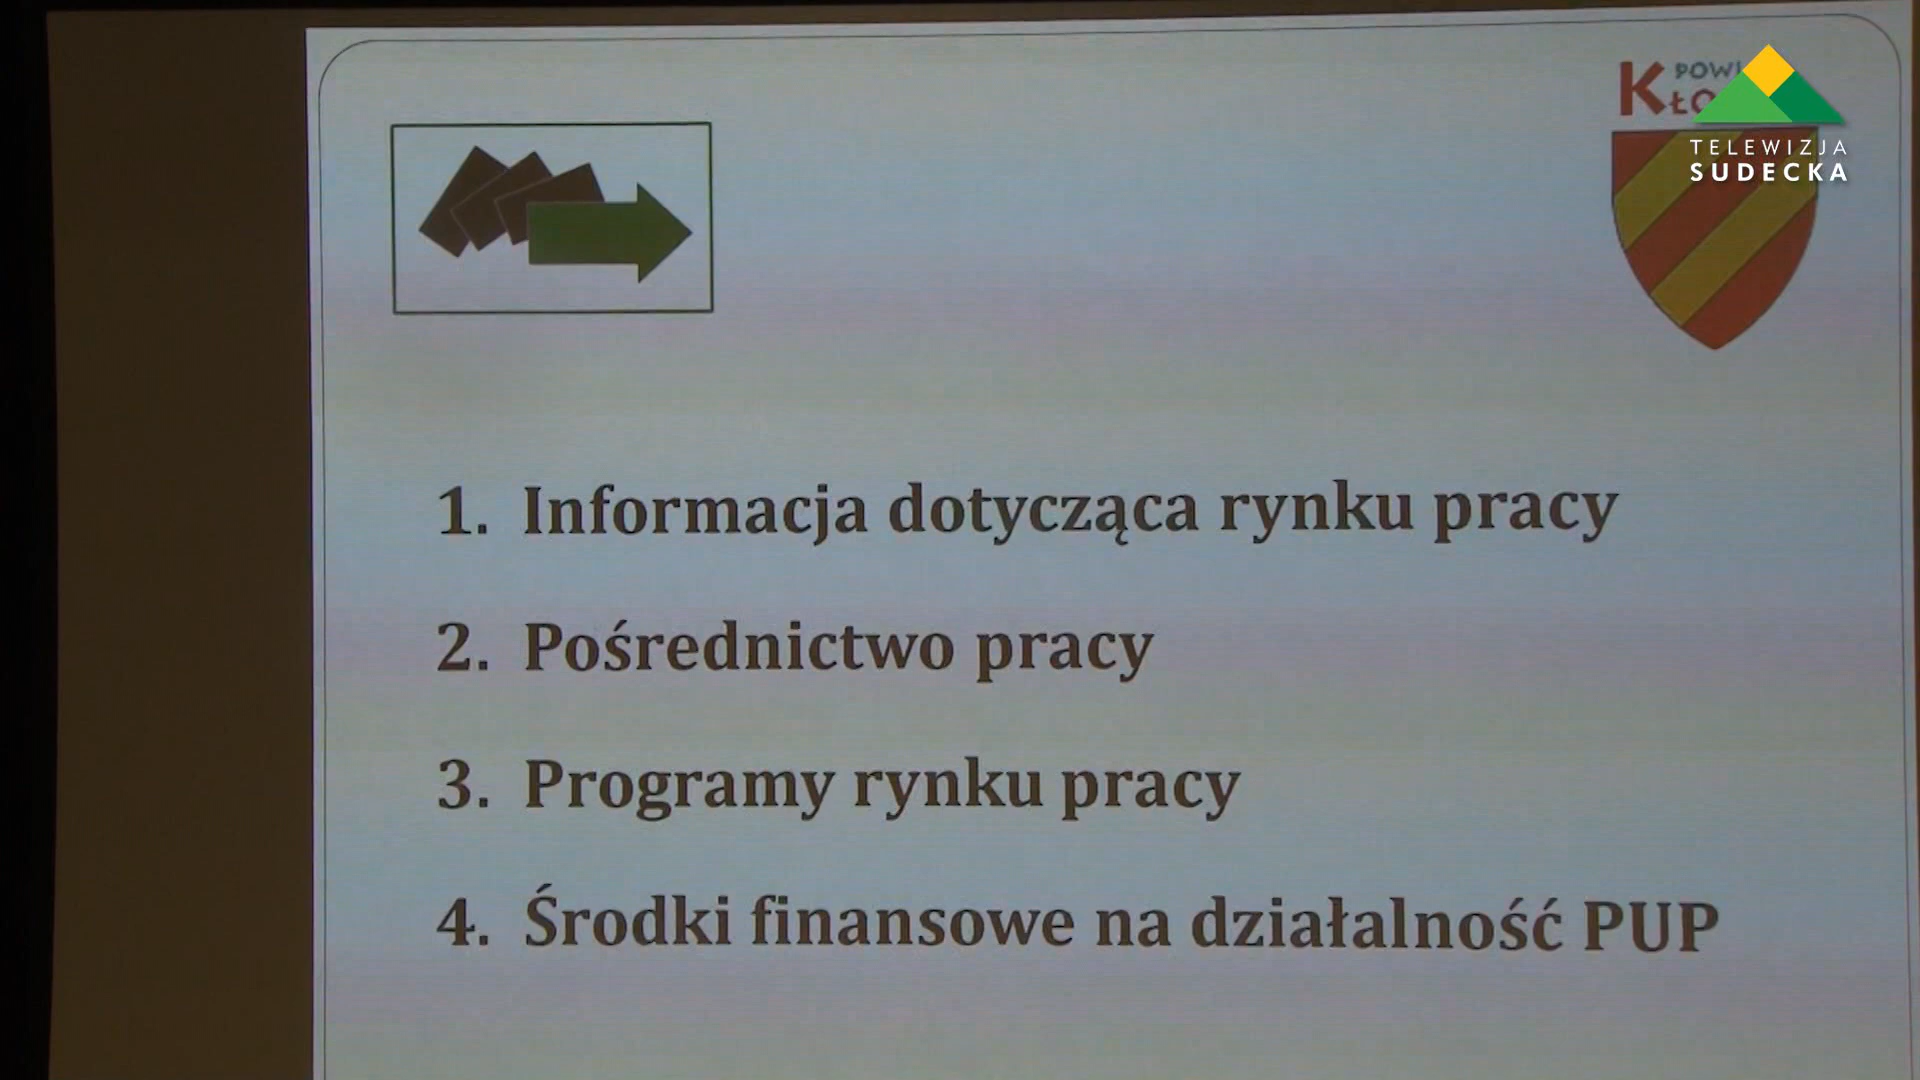 TELEWIZJA
SUDECKA
1. Informacja dotycząca rynku pracy
2. Pośrednictwo pracy
3. Programy rynku pracy
4. Środki finansowe na działalność PUP